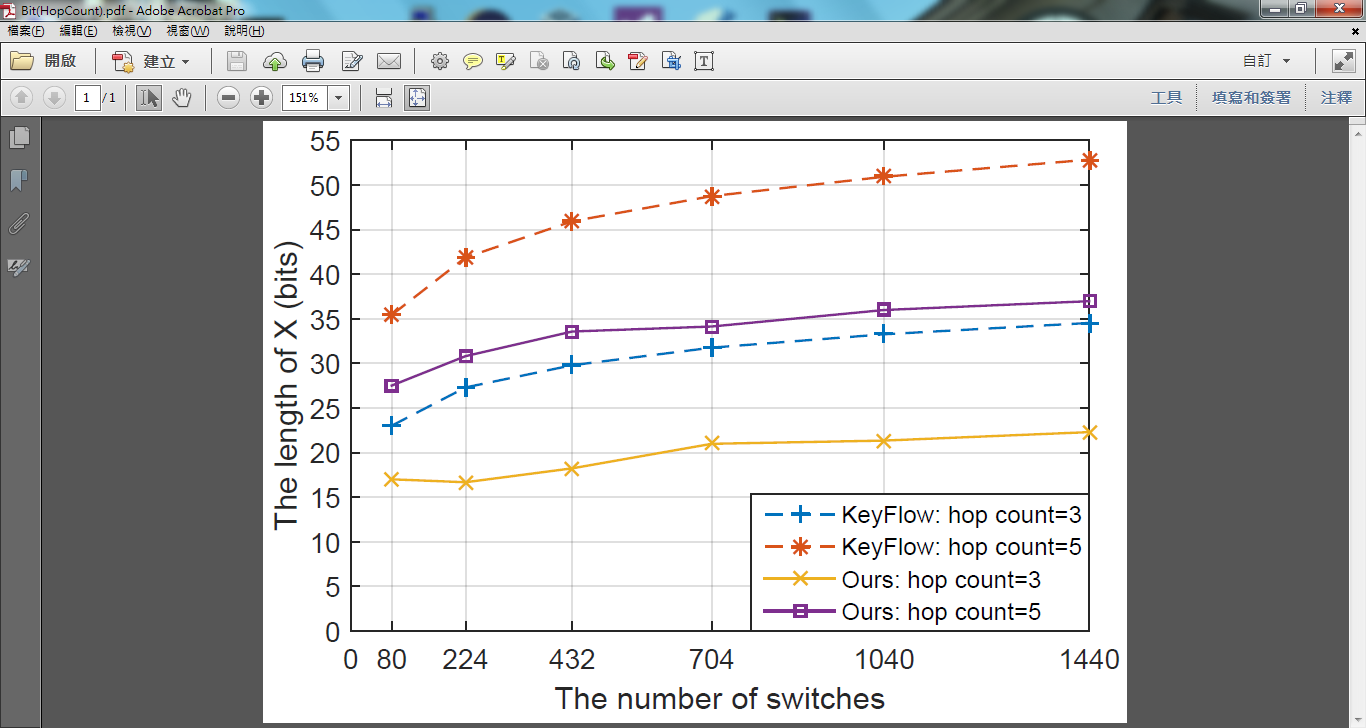 Bit(HopCount).pdf - Adobe Acrobat Pro
檔案(F) 編輯(E) 檢視(V) 視窗(W) 說明(H)
開啟 建立 自訂
1 / 1 151% 工具 填寫和簽署 注釋
55
50
45
40
35
30
25
20
15
10
5
0
The length of X (bits)
KeyFlow: hop count=3
KeyFlow: hop count=5
Ours: hop count=3
Ours: hop count=5
0 80 224 432 704 1040 1440
The number of switches